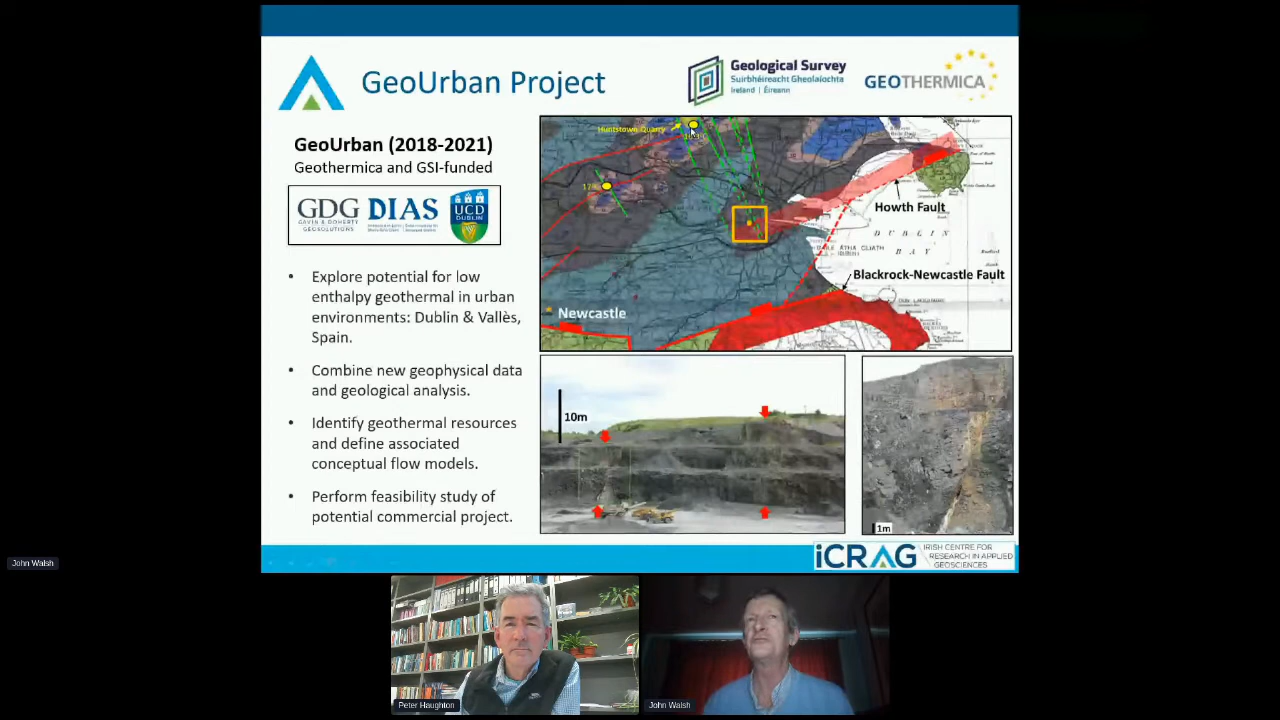 GeoUrban Project
Geological Survey
Suirbhéireacht Gheolaíochta
Ireland | Éireann
GEOTHERMICA
GeoUrban (2018-2021)
Geothermica and GSI-funded
GDG
GAVIN & DOHERTY
GEOSOLUTIONS
DIAS
UCD
DUBLIN
Explore potential for low
enthalpy geothermal in urban
environments: Dublin & Vallès,
Spain.
Combine new geophysical data
and geological analysis.
Identify geothermal resources
and define associated
conceptual flow models.
Perform feasibility study of
potential commercial project.
Huntstown Quarry
Howth Fault
DUBLIN
BAY
Blackrock-Newcastle Fault
Newcastle
10m
1m
iCRAG
IRISH CENTRE FOR
RESEARCH IN APPLIED
GEOSCIENCES
John Walsh
Peter Haughton
John Walsh